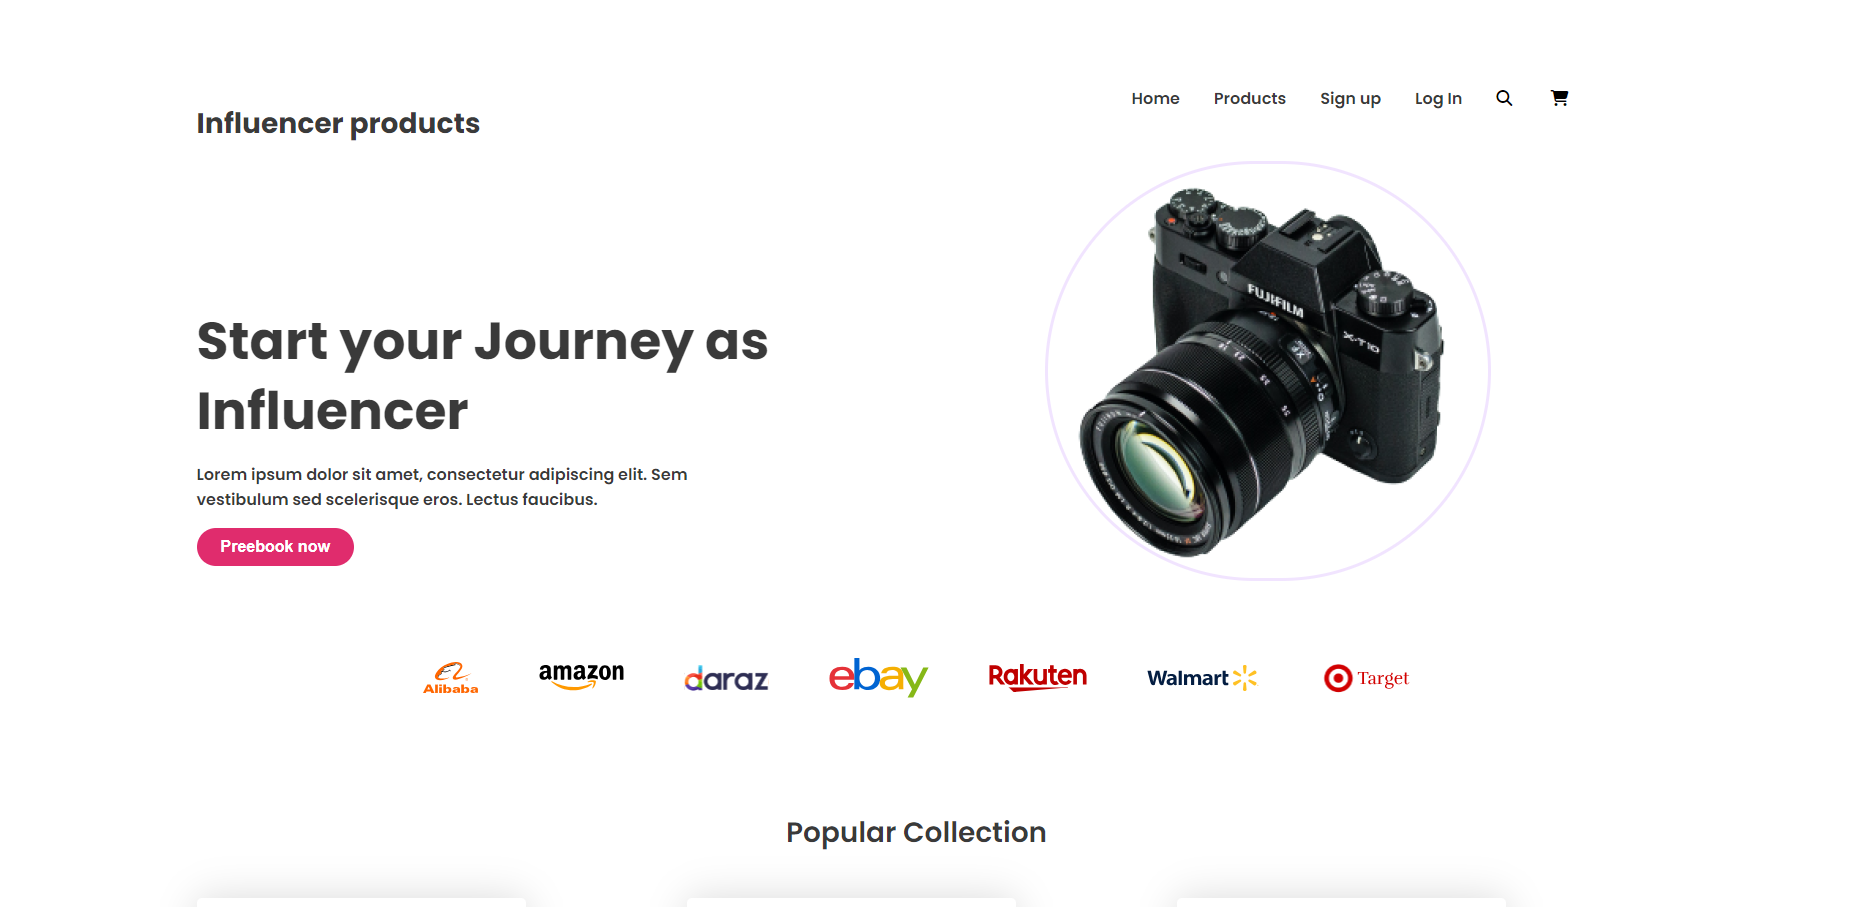 Influencer products
Home Products Sign up Log In
Start your Journey as
Influencer
Lorem ipsum dolor sit amet, consectetur adipiscing elit. Sem
vestibulum sed scelerisque eros. Lectus faucibus.
Preebook now
FUJIFILM
X-T10
Alibaba
amazon
daraz
ebay
Rakuten
Walmart
Target
Popular Collection